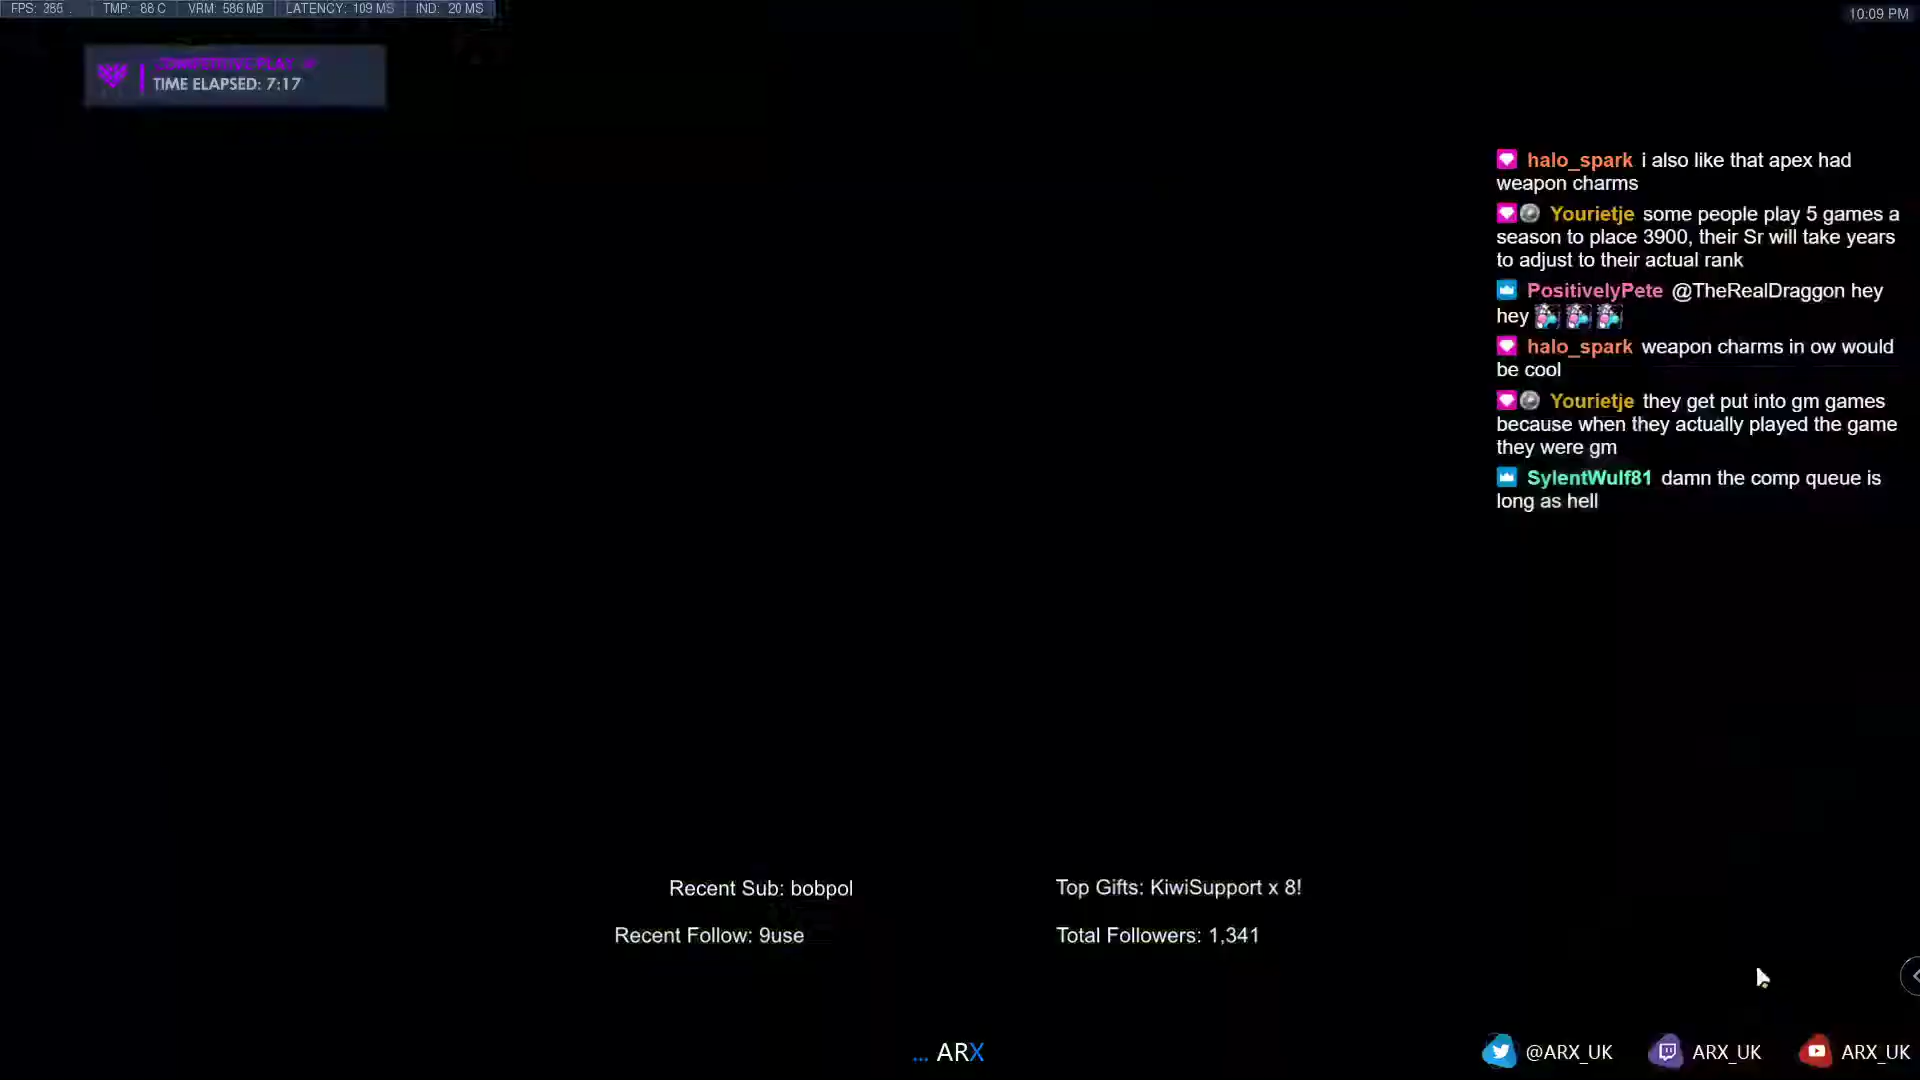 FPS: 385 TMP: 88 C VRM: 586 MB LATENCY: 109 MS IND: 20 MS
10:09 PM
COMPETITIVE PLAY
TIME ELAPSED: 7:17
halo_spark i also like that apex had
weapon charms
Yourietje some people play 5 games a
season to place 3900, their Sr will take years
to adjust to their actual rank
PositivelyPete @TheRealDraggon hey
hey
halo_spark weapon charms in ow would
be cool
Yourietje they get put into gm games
because when they actually played the game
they were gm
SylentWulf81 damn the comp queue is
long as hell
Recent Sub: bobpol
Top Gifts: KiwiSupport x 8!
Recent Follow: 9use
Total Followers: 1,341
... ARX
@ARX_UK ARX_UK ARX_UK